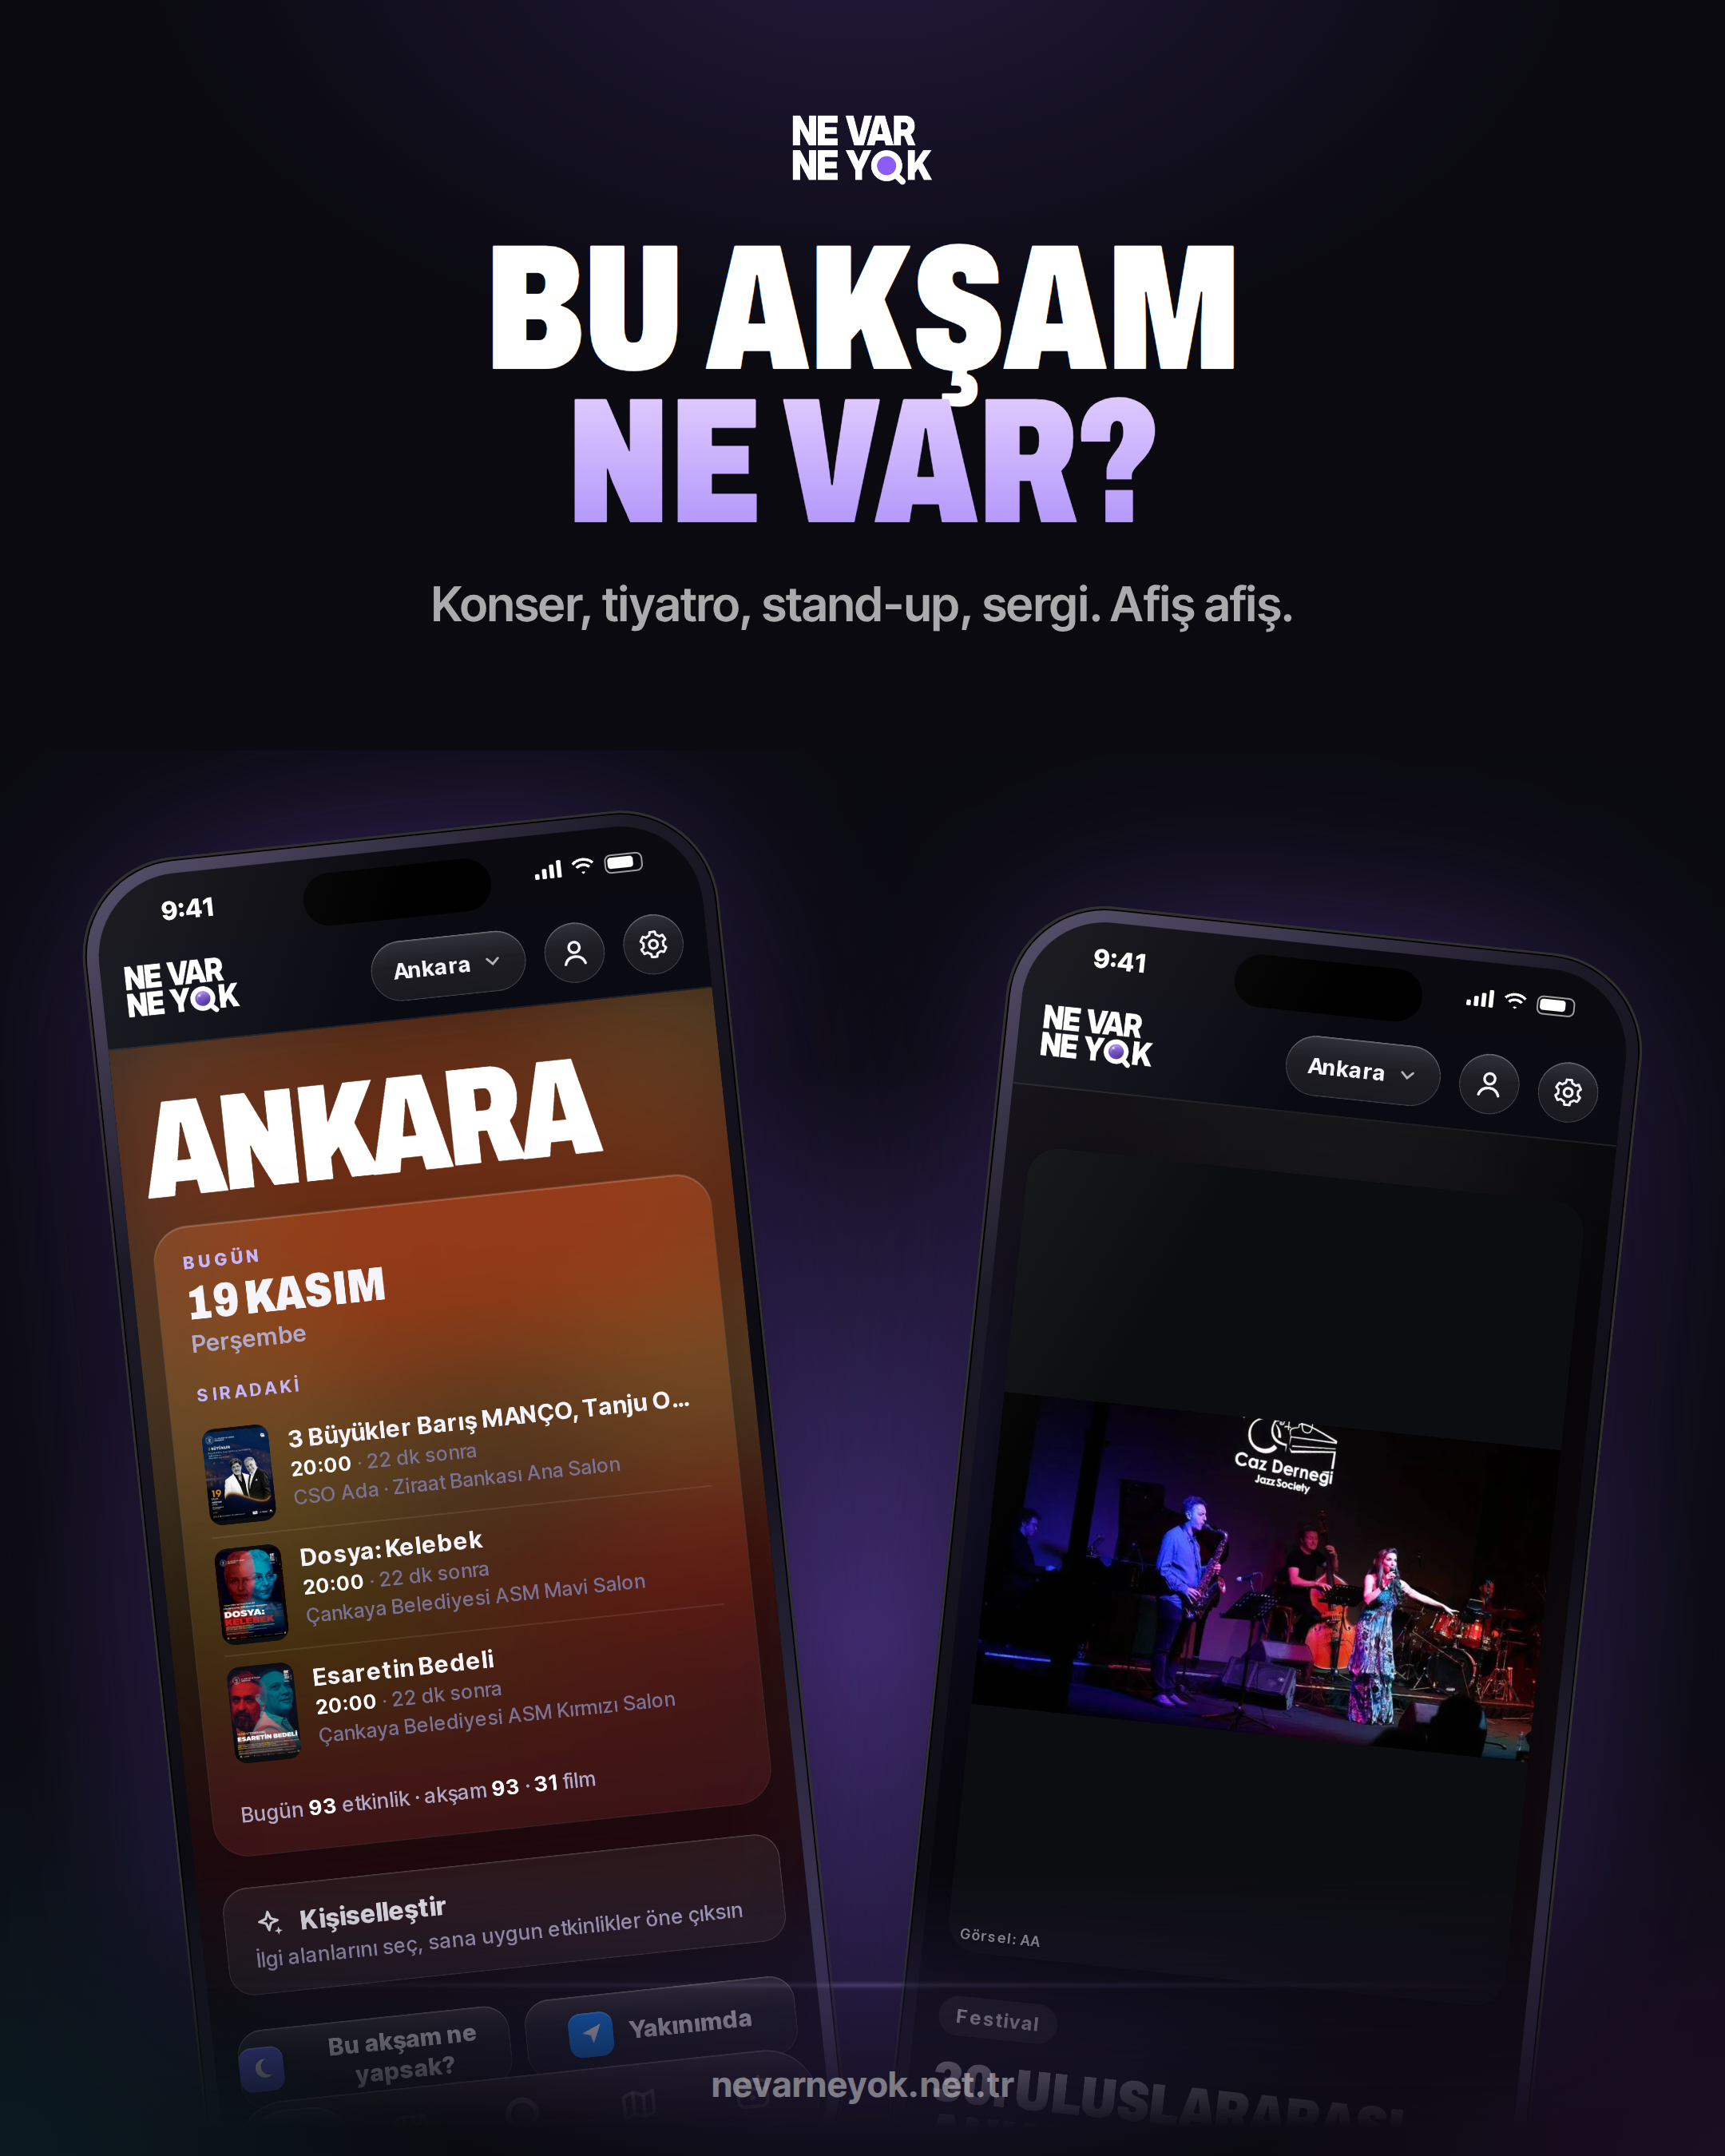 NE VAR
NE YOK
BU AKŞAM
NE VAR?
Konser, tiyatro, stand-up, sergi. Afiş afiş.
9:41
NE VAR
NE YOK
Ankara
ANKARA
BUGÜN
19 KASIM
Perşembe
SIRADAKİ
3 Büyükler Barış MANÇO, Tanju O...
20:00 · 22 dk sonra
CSO Ada · Ziraat Bankası Ana Salon
DOSYA:
KELEBEK
Dosya: Kelebek
20:00 · 22 dk sonra
Çankaya Belediyesi ASM Mavi Salon
ESARETİN BEDELİ
Esaretin Bedeli
20:00 · 22 dk sonra
Çankaya Belediyesi ASM Kırmızı Salon
Bugün 93 etkinlik · akşam 93 · 31 film
Kişiselleştir
İlgi alanlarını seç, sana uygun etkinlikler öne çıksın
Bu akşam ne
yapsak?
Yakınımda
9:41
NE VAR
NE YOK
Ankara
Caz Derneği
Jazz Society
Görsel: AA
Festival
30. ULUSLARARASI
nevarneyok.net.tr